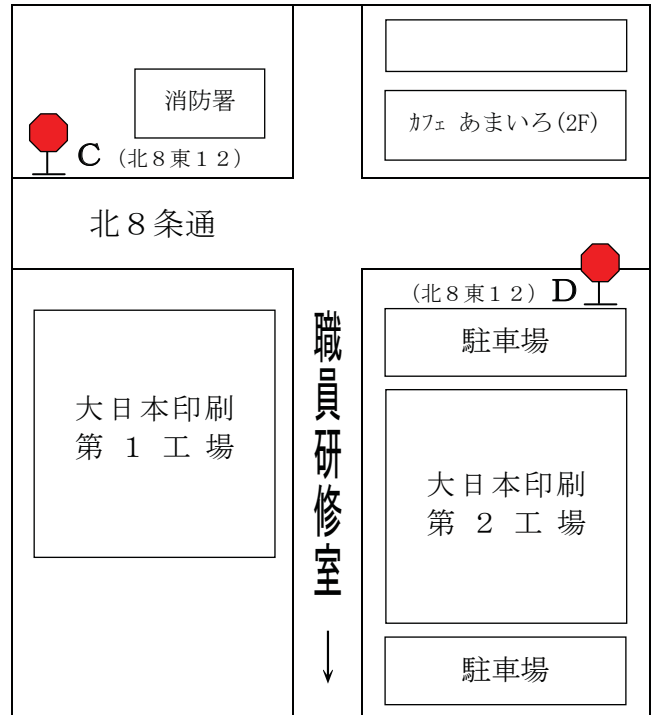 消防署
ｶﾌｪ あまいろ(2F)
C (北８東１２)
北８条通
(北８東１２) D
職員研修室
↓
駐車場
大日本印刷
第 １ 工 場
大日本印刷
第 ２ 工 場
駐車場